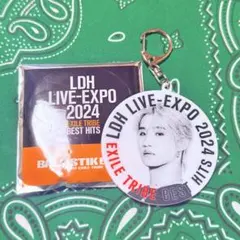 LDH
LIVE-EXPO
2024
EXILE TRIBE
BEST HITS
LDH LIVE-EXPO 2024
EXILE TRIBE BEST HITS